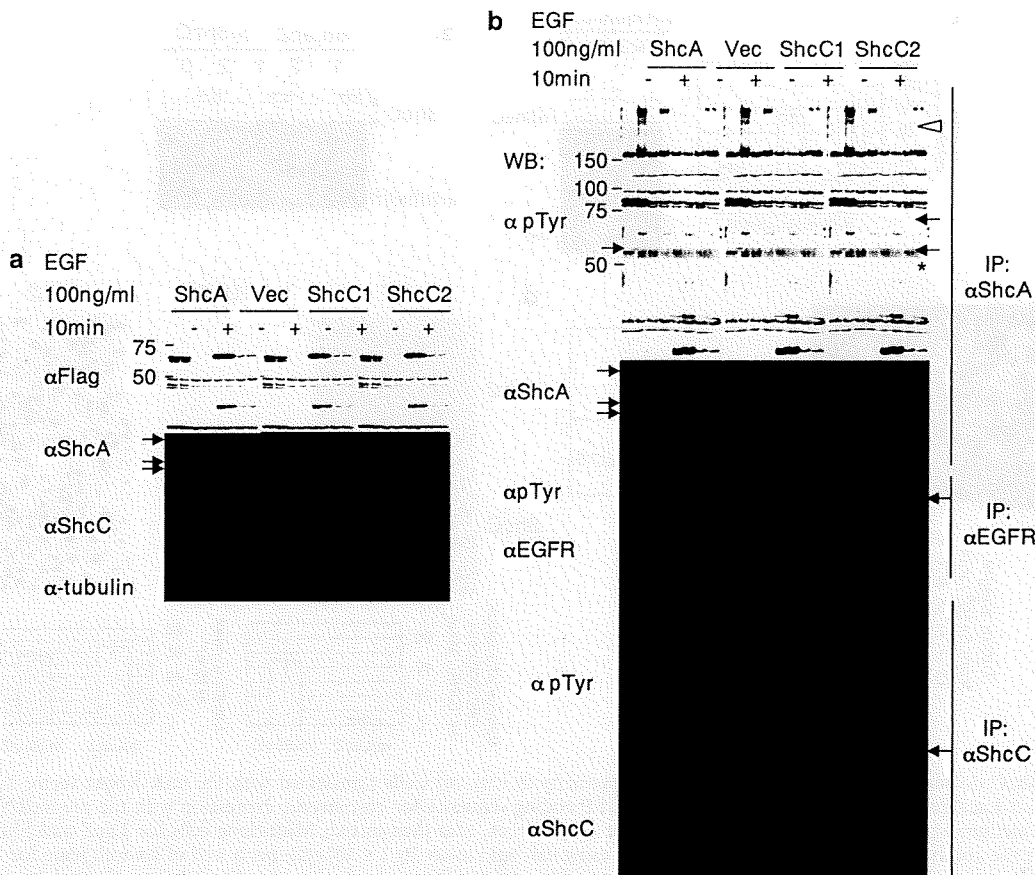 b EGF
100ng/ml ShcA Vec ShcC1 ShcC2
10min - + - + - + - +
WB: 150
100
75
α pTyr
50
*
IP:
αShcA
αShcA
αpTyr
αEGFR
IP:
αEGFR
α pTyr
IP:
αShcC
αShcC
a EGF
100ng/ml ShcA Vec ShcC1 ShcC2
10min - + - + - + - +
75
αFlag 50
αShcA
αShcC
α-tubulin